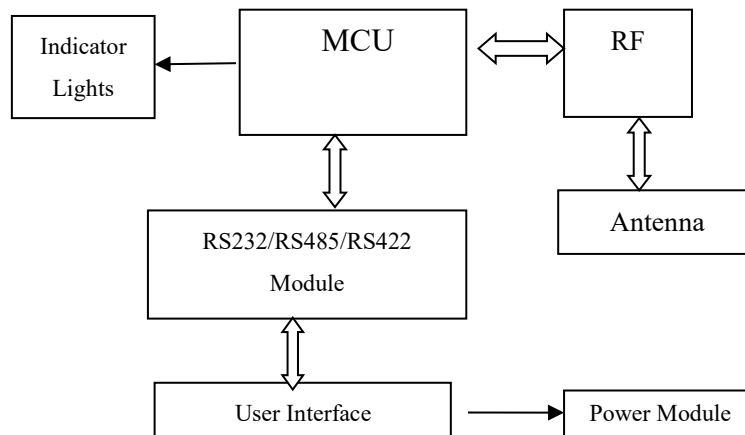 Indicator
Lights
MCU
RF
RS232/RS485/RS422
Module
Antenna
User Interface
Power Module